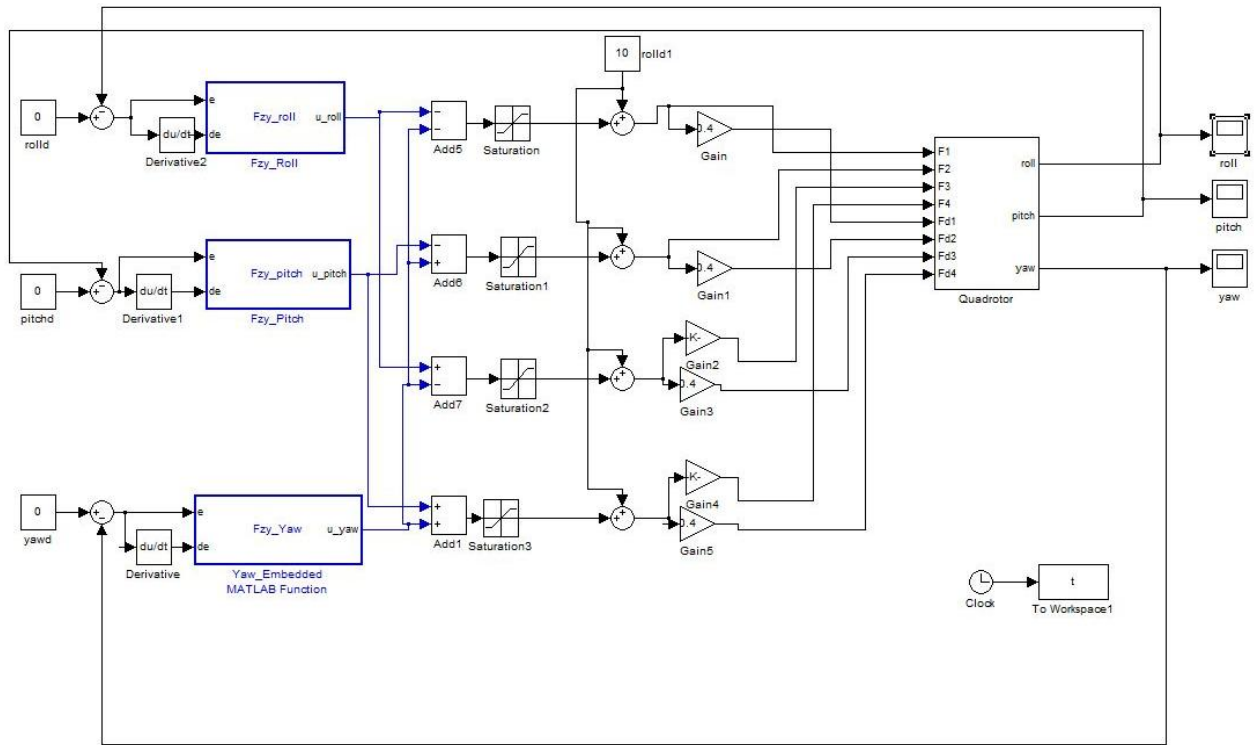 10
rolld1
0
rolld
du/dt
Derivative2
e
de
Fzy_roll
u_roll
Fzy_Roll
Add5
Saturation
0.4
Gain
F1
F2
F3
F4
Fd1
Fd2
Fd3
Fd4
roll
pitch
yaw
Quadrotor
roll
pitch
yaw
0
pitchd
du/dt
Derivative1
e
de
Fzy_pitch
u_pitch
Fzy_Pitch
Add6
Saturation1
0.4
Gain1
Add7
Saturation2
-K-
Gain2
0.4
Gain3
0
yawd
du/dt
Derivative
e
de
Fzy_Yaw
u_yaw
Yaw_Embedded
MATLAB Function
Add1
Saturation3
-K-
Gain4
0.4
Gain5
Clock
t
To Workspace1